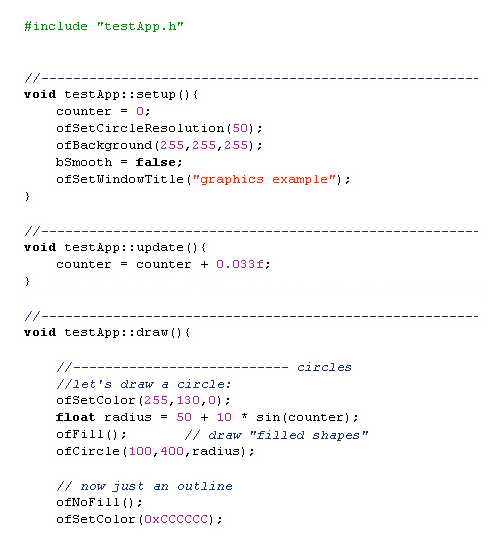 #include "testApp.h"
//-------------------------------------------------------
void testApp::setup(){
counter = 0;
ofSetCircleResolution(50);
ofBackground(255,255,255);
bSmooth = false;
ofSetWindowTitle("graphics example");
}
//-------------------------------------------------------
void testApp::update(){
counter = counter + 0.033f;
}
//-------------------------------------------------------
void testApp::draw(){
//--------------------------- circles
//let's draw a circle:
ofSetColor(255,130,0);
float radius = 50 + 10 * sin(counter);
ofFill(); // draw "filled shapes"
ofCircle(100,400,radius);
// now just an outline
ofNoFill();
ofSetColor(0xCCCCCC);